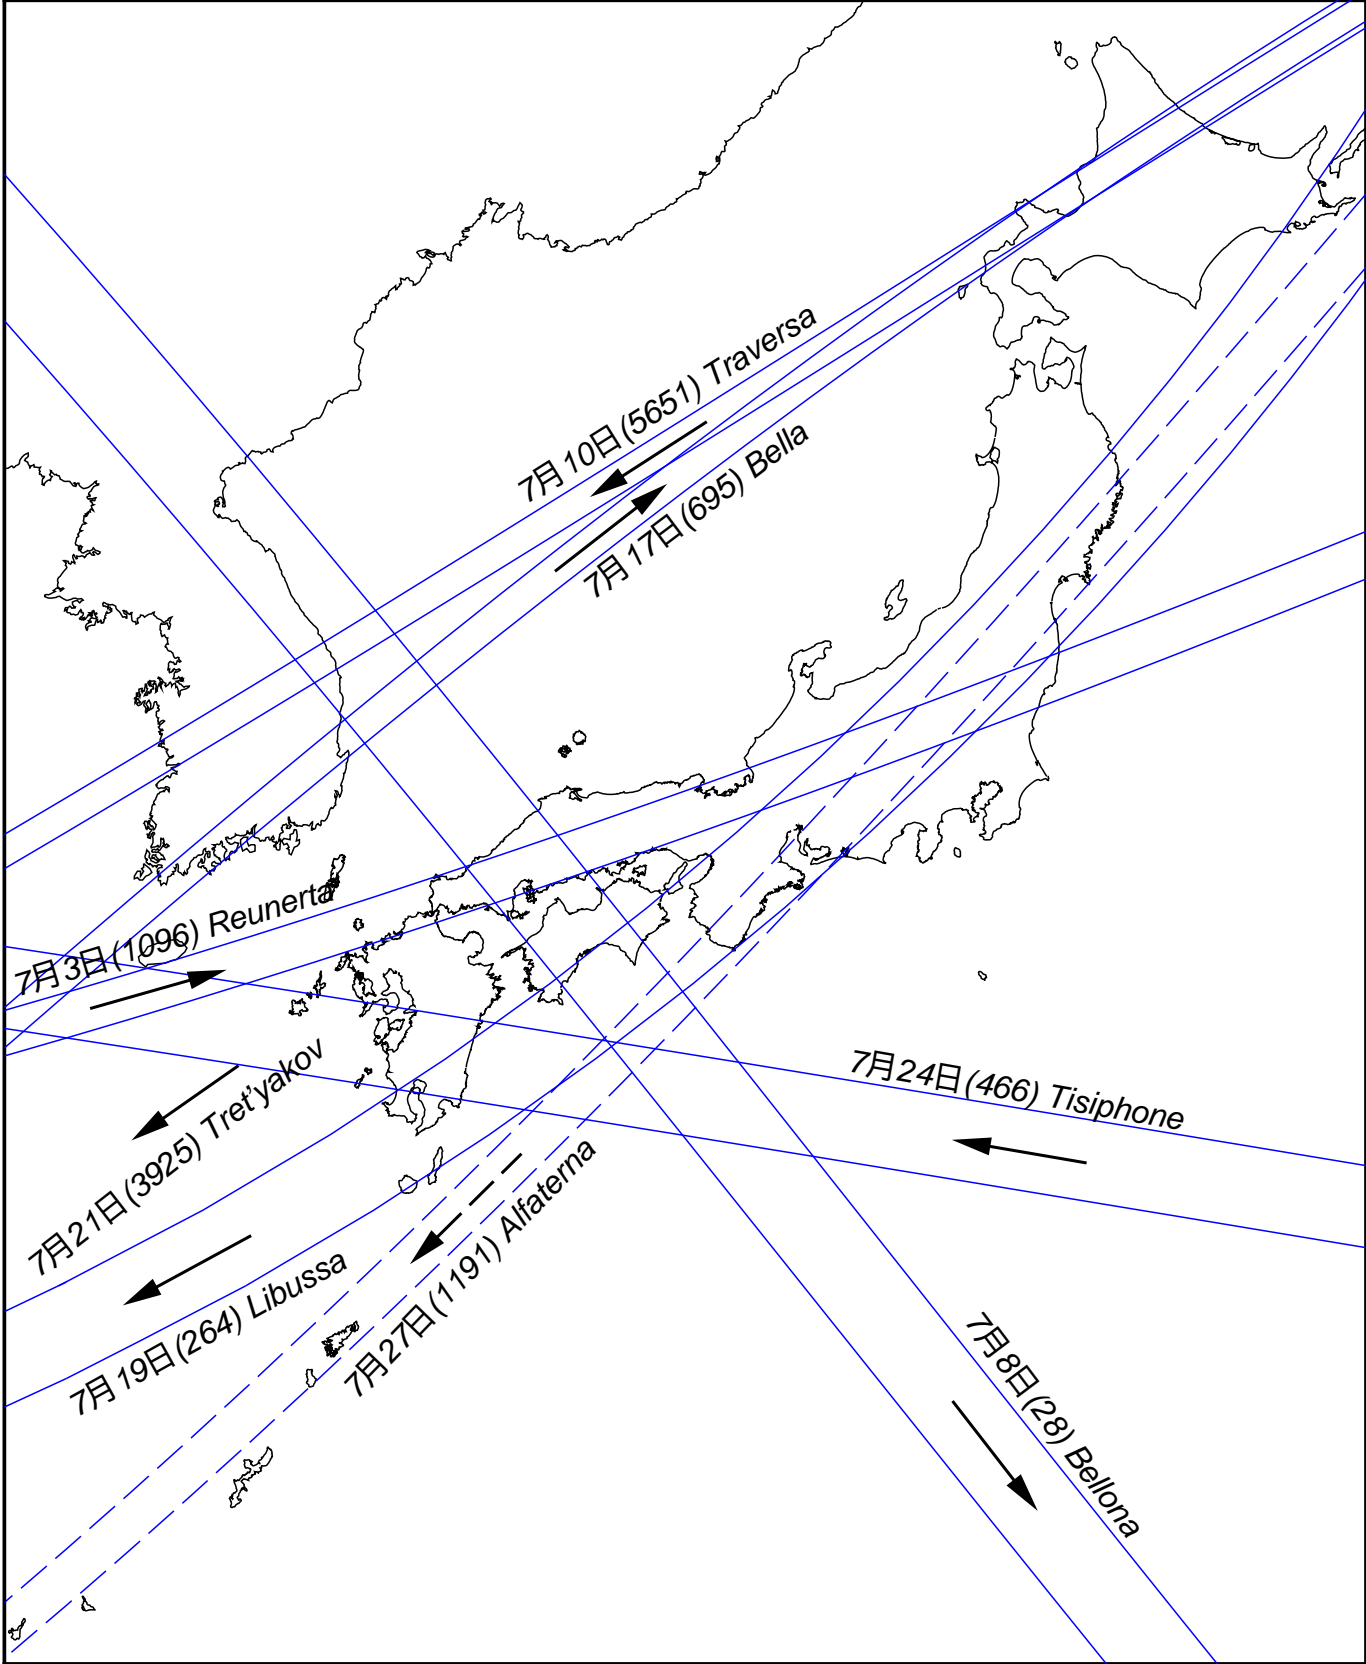 7月10日(5651) Traversa
7月17日(695) Bella
7月3日(1096) Reunerta
7月24日(466) Tisiphone
7月21日(3925) Tret'yakov
7月19日(264) Libussa
7月27日(1191) Alfaterna
7月8日(28) Bellona